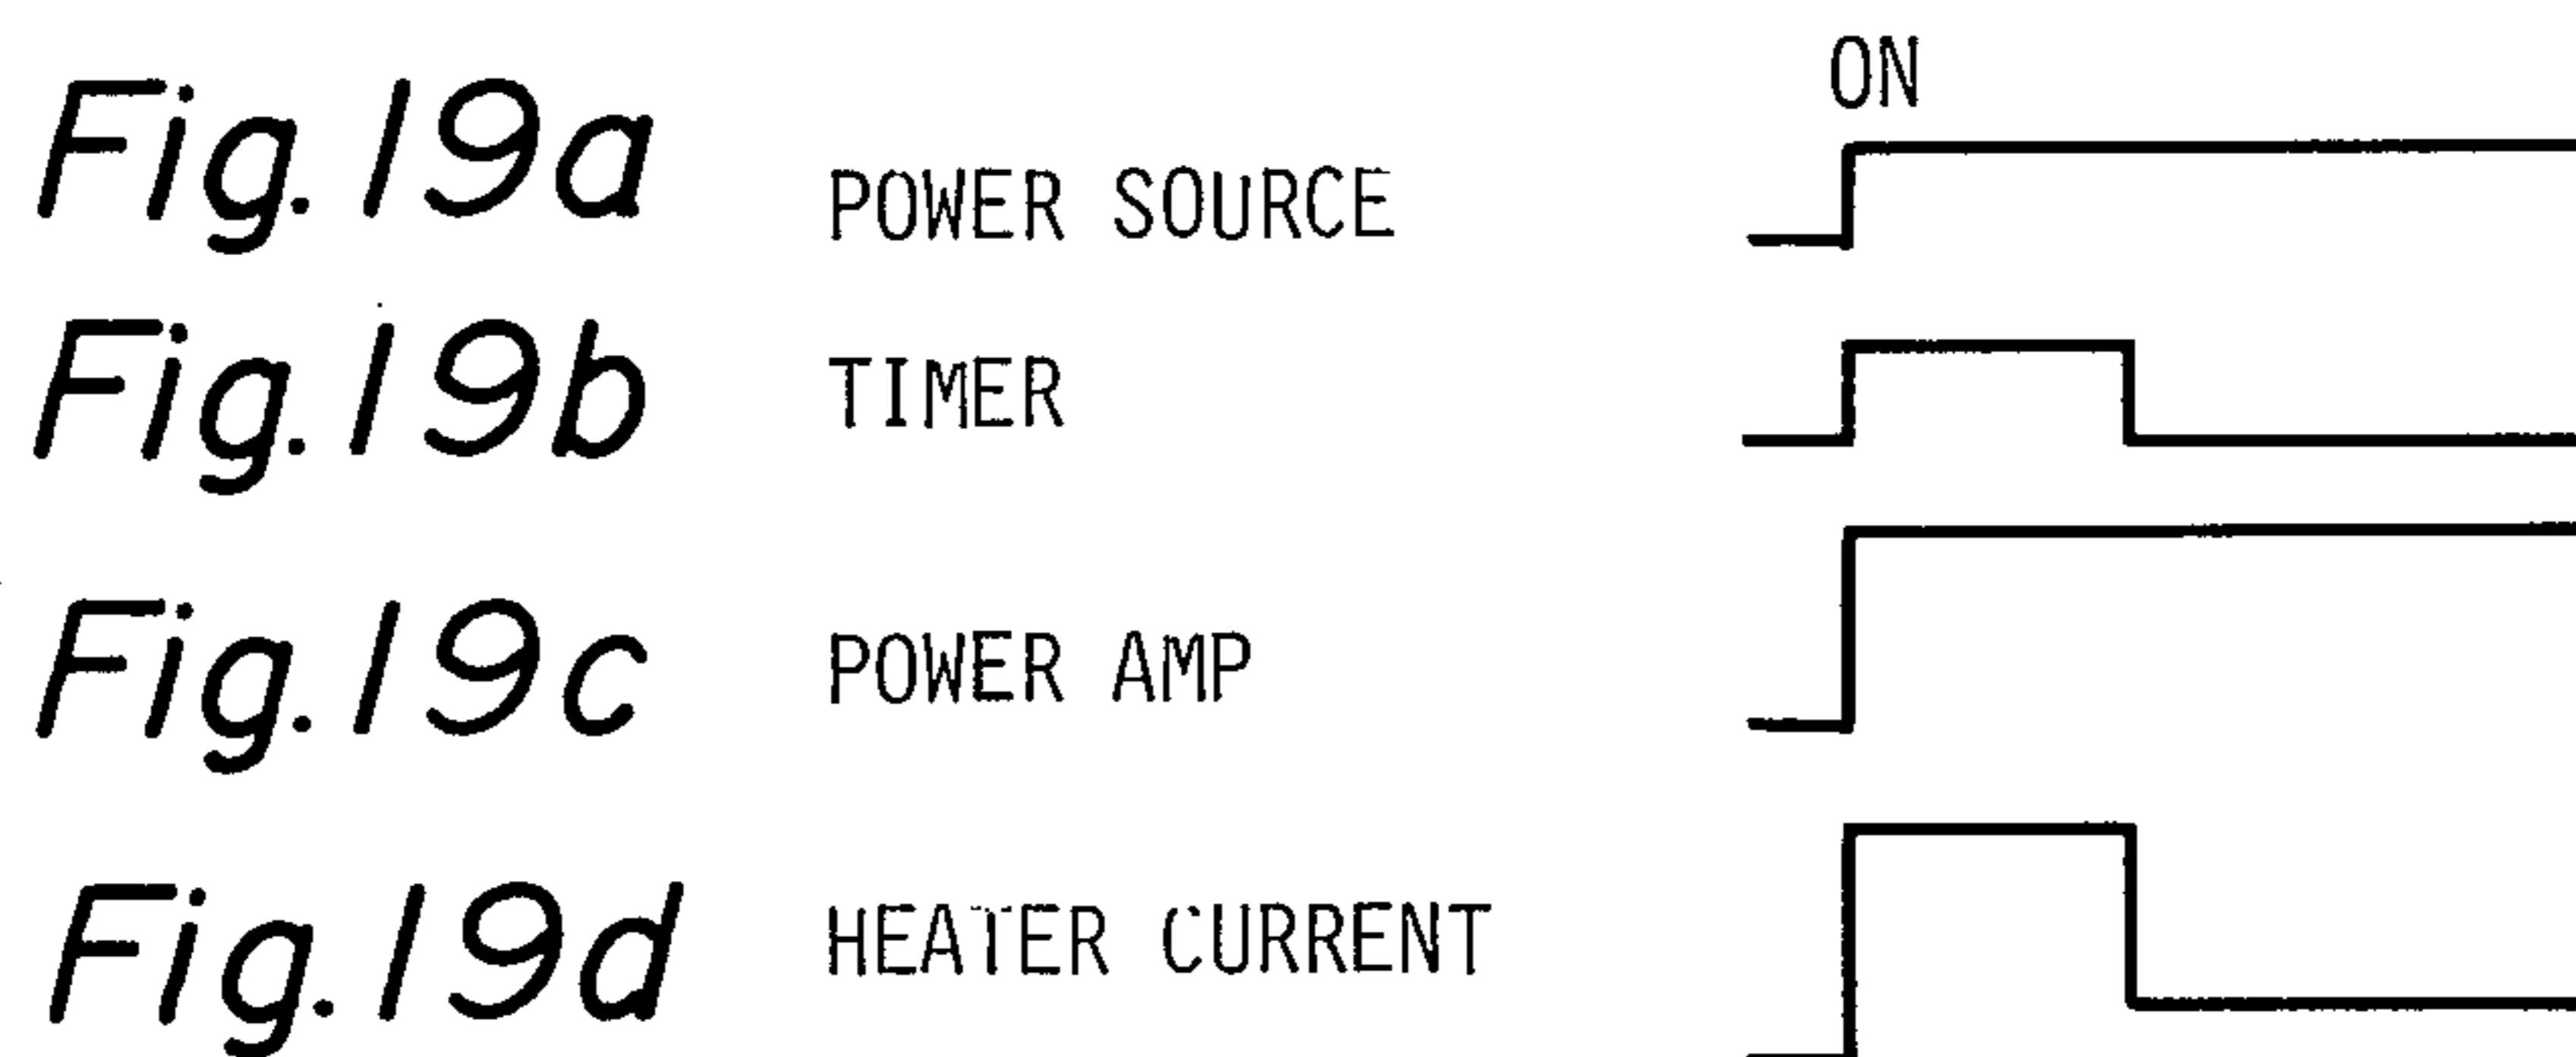 ON
Fig. 19a POWER SOURCE
Fig. 19b TIMER
Fig. 19c POWER AMP
Fig. 19d HEATER CURRENT